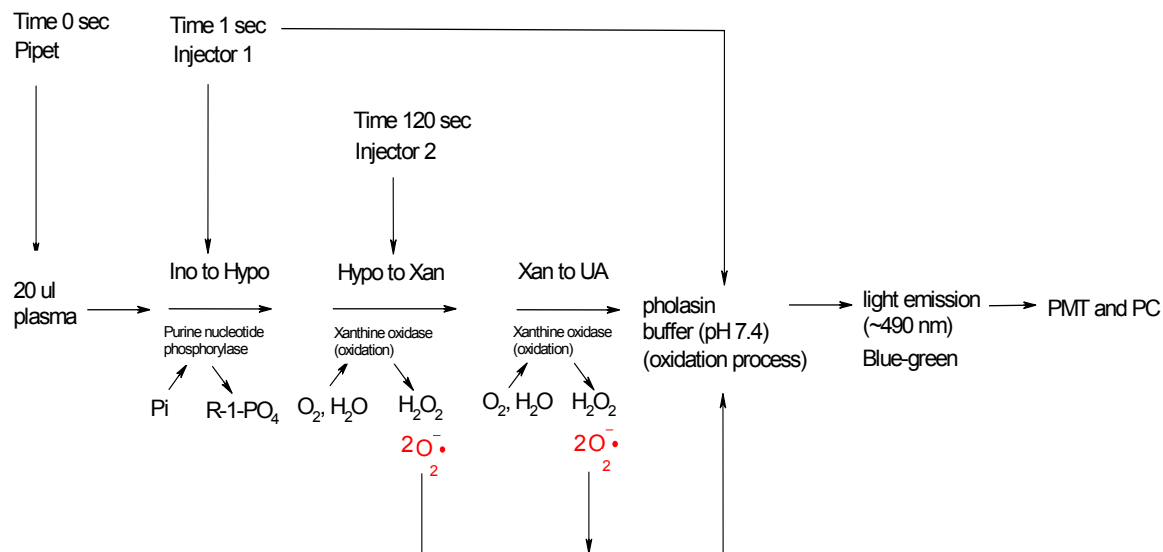 Time 0 sec
Pipet
Time 1 sec
Injector 1
Time 120 sec
Injector 2
20 ul
plasma
Ino to Hypo
Purine nucleotide
phosphorylase
Pi
R-1-PO₄
Hypo to Xan
Xanthine oxidase
(oxidation)
O₂, H₂O
H₂O₂
2O₂⁻•
Xan to UA
Xanthine oxidase
(oxidation)
O₂, H₂O
H₂O₂
2O₂⁻•
pholasin
buffer (pH 7.4)
(oxidation process)
light emission
(~490 nm)
Blue-green
PMT and PC